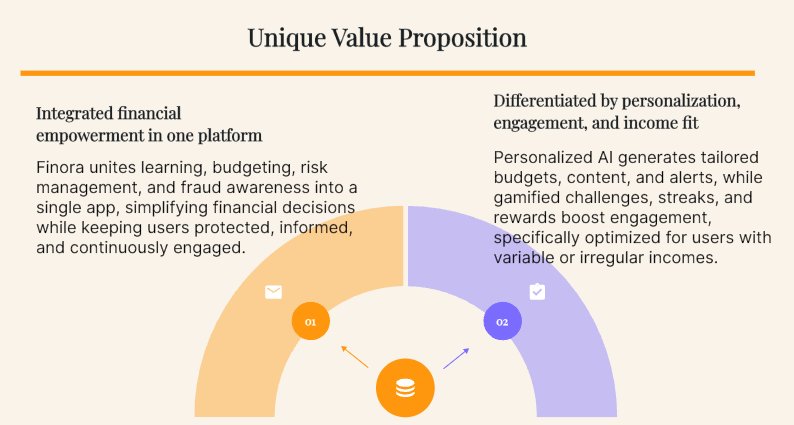 Unique Value Proposition
Integrated financial
empowerment in one platform
Finora unites learning, budgeting, risk
management, and fraud awareness into a
single app, simplifying financial decisions
while keeping users protected, informed,
and continuously engaged.
Differentiated by personalization,
engagement, and income fit
Personalized AI generates tailored
budgets, content, and alerts, while
gamified challenges, streaks, and
rewards boost engagement,
specifically optimized for users with
variable or irregular incomes.
01
02